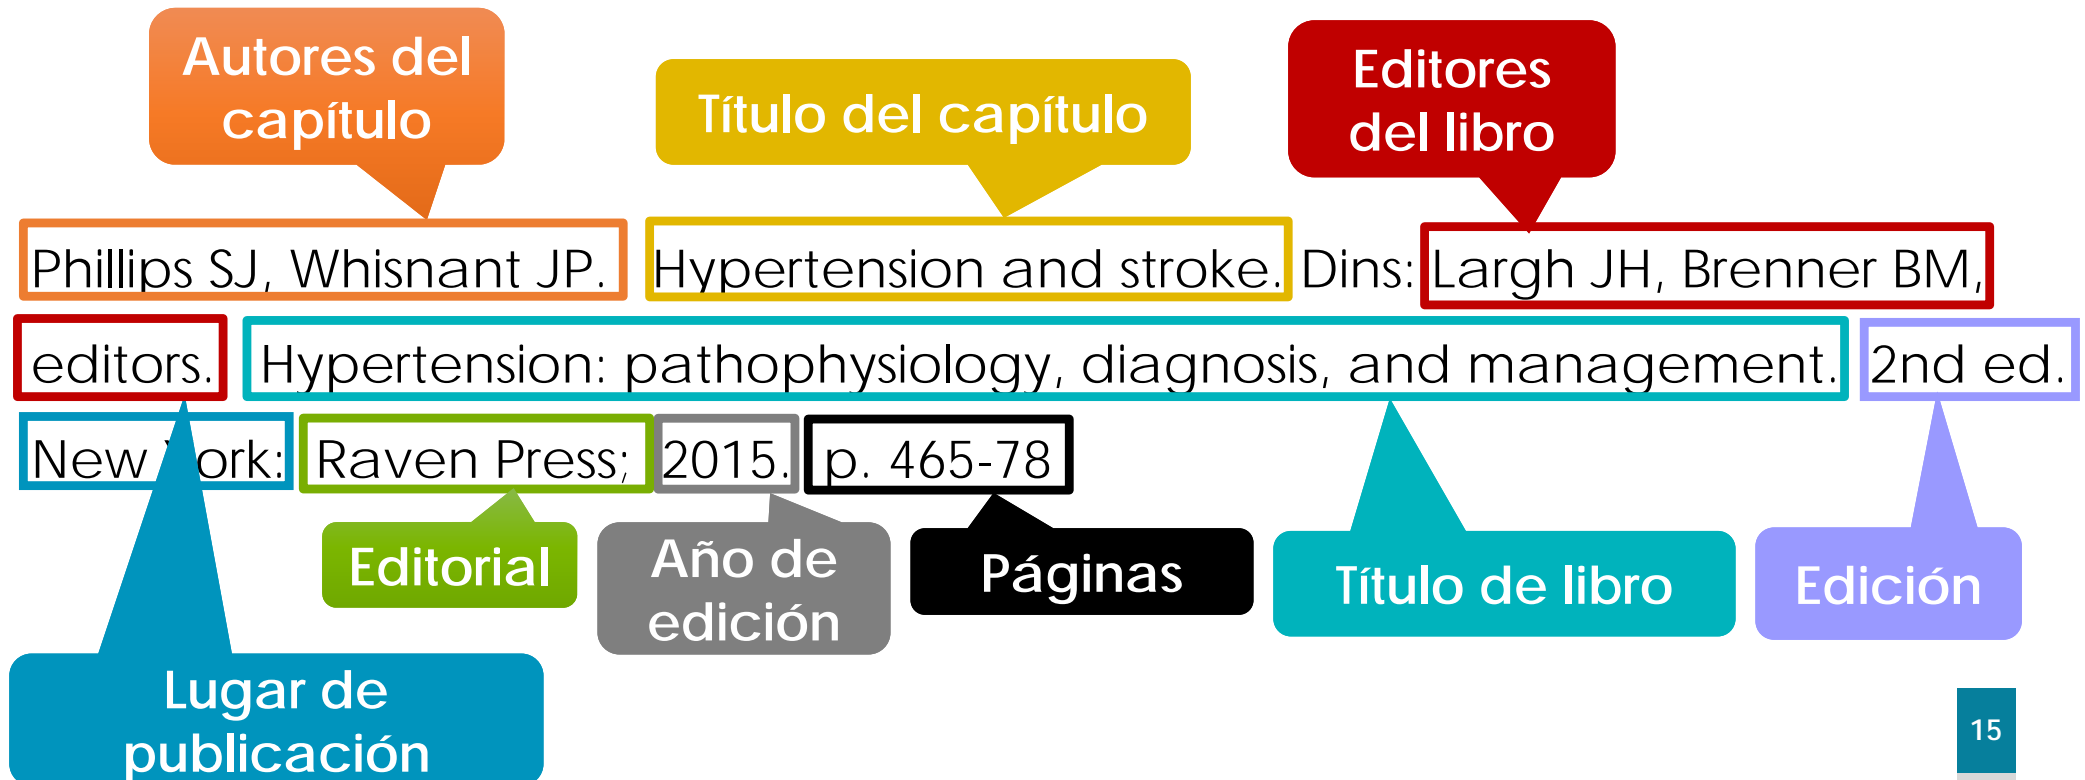 Autores del
capítulo
Título del capítulo
Editores
del libro
Phillips SJ, Whisnant JP. Hypertension and stroke. Dins: Largh JH, Brenner BM,
editors. Hypertension: pathophysiology, diagnosis, and management. 2nd ed.
New York: Raven Press; 2015. p. 465-78
Editorial
Año de
edición
Páginas
Título de libro
Edición
Lugar de
publicación
15